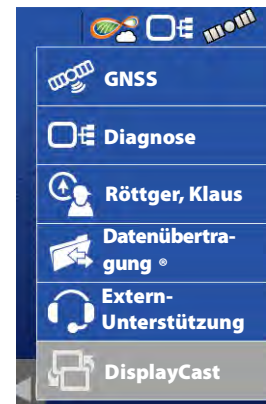 GNSS
Diagnose
Röttger, Klaus
Datenübertra-
gung ®
Extern-
Unterstützung
DisplayCast